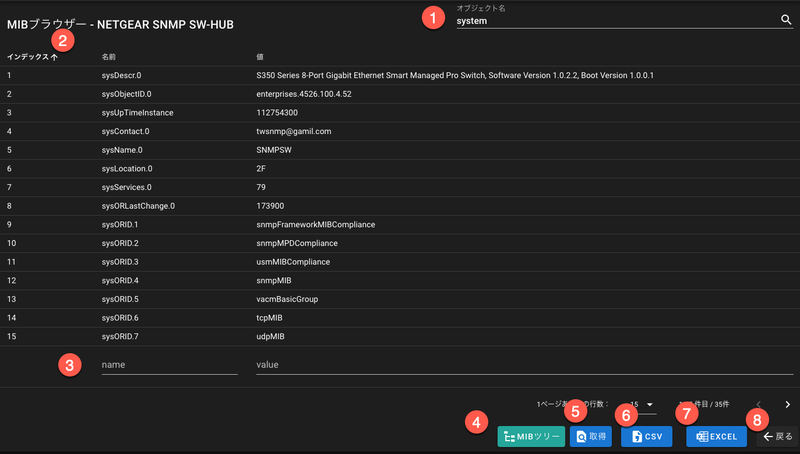 オブジェクト名
MIBブラウザー - NETGEAR SNMP SW-HUB
1
system
2
インデックス 名前 値
1 sysDescr.0 S350 Series 8-Port Gigabit Ethernet Smart Managed Pro Switch, Software Version 1.0.2.2, Boot Version 1.0.0.1
2 sysObjectID.0 enterprises.4526.100.4.52
3 sysUpTimeInstance 112754300
4 sysContact.0 twsnmp@gamil.com
5 sysName.0 SNMPSW
6 sysLocation.0 2F
7 sysServices.0 79
8 sysORLastChange.0 173900
9 sysORID.1 snmpFrameworkMIBCompliance
10 sysORID.2 snmpMPDCompliance
11 sysORID.3 usmMIBCompliance
12 sysORID.4 snmpMIB
13 sysORID.5 vacmBasicGroup
14 sysORID.6 tcpMIB
15 sysORID.7 udpMIB
3 name value
1ページあ の行数： 15 件目 / 35件
4 5 6 7 8
MIBツリー 取得 CSV EXCEL 戻る